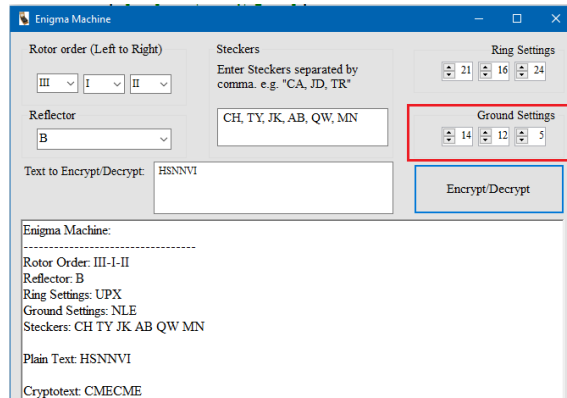 Enigma Machine
Rotor order (Left to Right)
Steckers
Ring Settings
Enter Steckers separated by
comma. e.g. "CA, JD, TR"
III I II
21 16 24
Reflector
CH, TY, JK, AB, QW, MN
Ground Settings
B
14 12 5
Text to Encrypt/Decrypt:
HSNNVI
Encrypt/Decrypt
Enigma Machine:
--------------------------------
Rotor Order: III-I-II
Reflector: B
Ring Settings: UPX
Ground Settings: NLE
Steckers: CH TY JK AB QW MN
Plain Text: HSNNVI
Cryptotext: CMECME